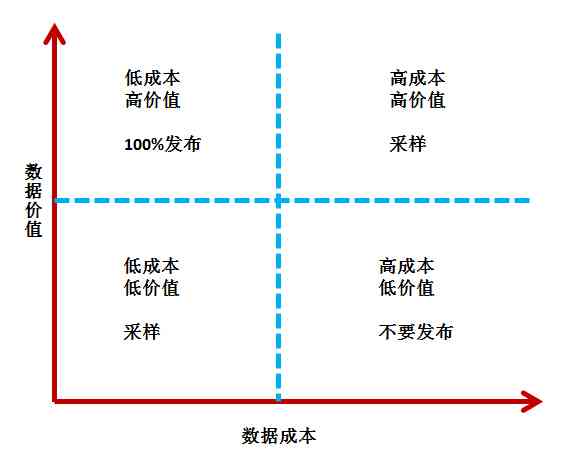 低成本
高价值
100%发布
高成本
高价值
采样
数据价值
低成本
低价值
采样
高成本
低价值
不要发布
数据成本